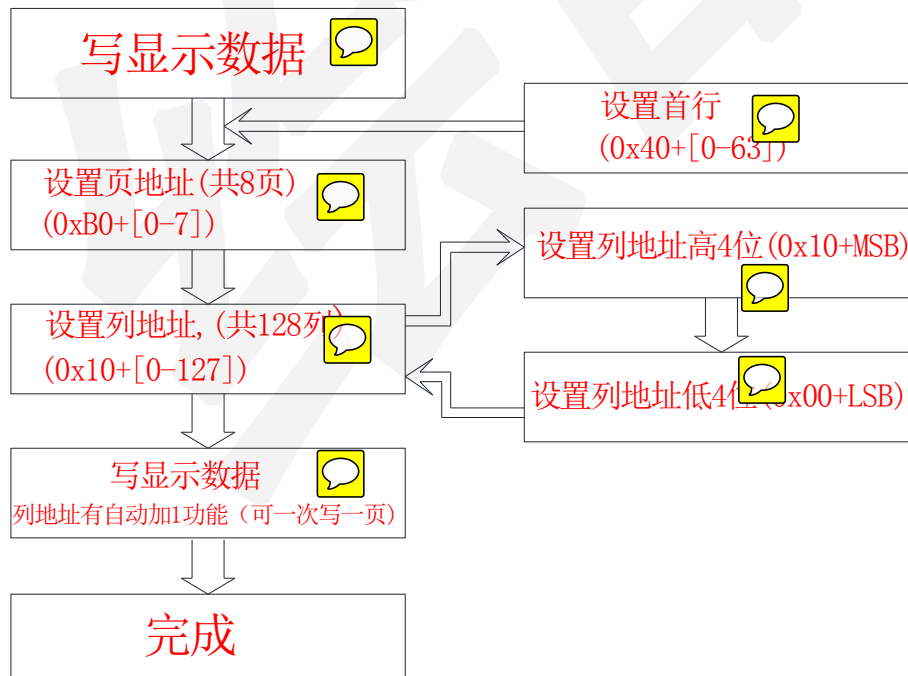 写显示数据
设置首行
(0x40+[0-63])
设置页地址(共8页)
(0xB0+[0-7])
设置列地址高4位(0x10+MSB)
设置列地址,(共128列)
(0x10+[0-127])
设置列地址低4位(0x00+LSB)
写显示数据
列地址有自动加1功能（可一次写一页）
完成